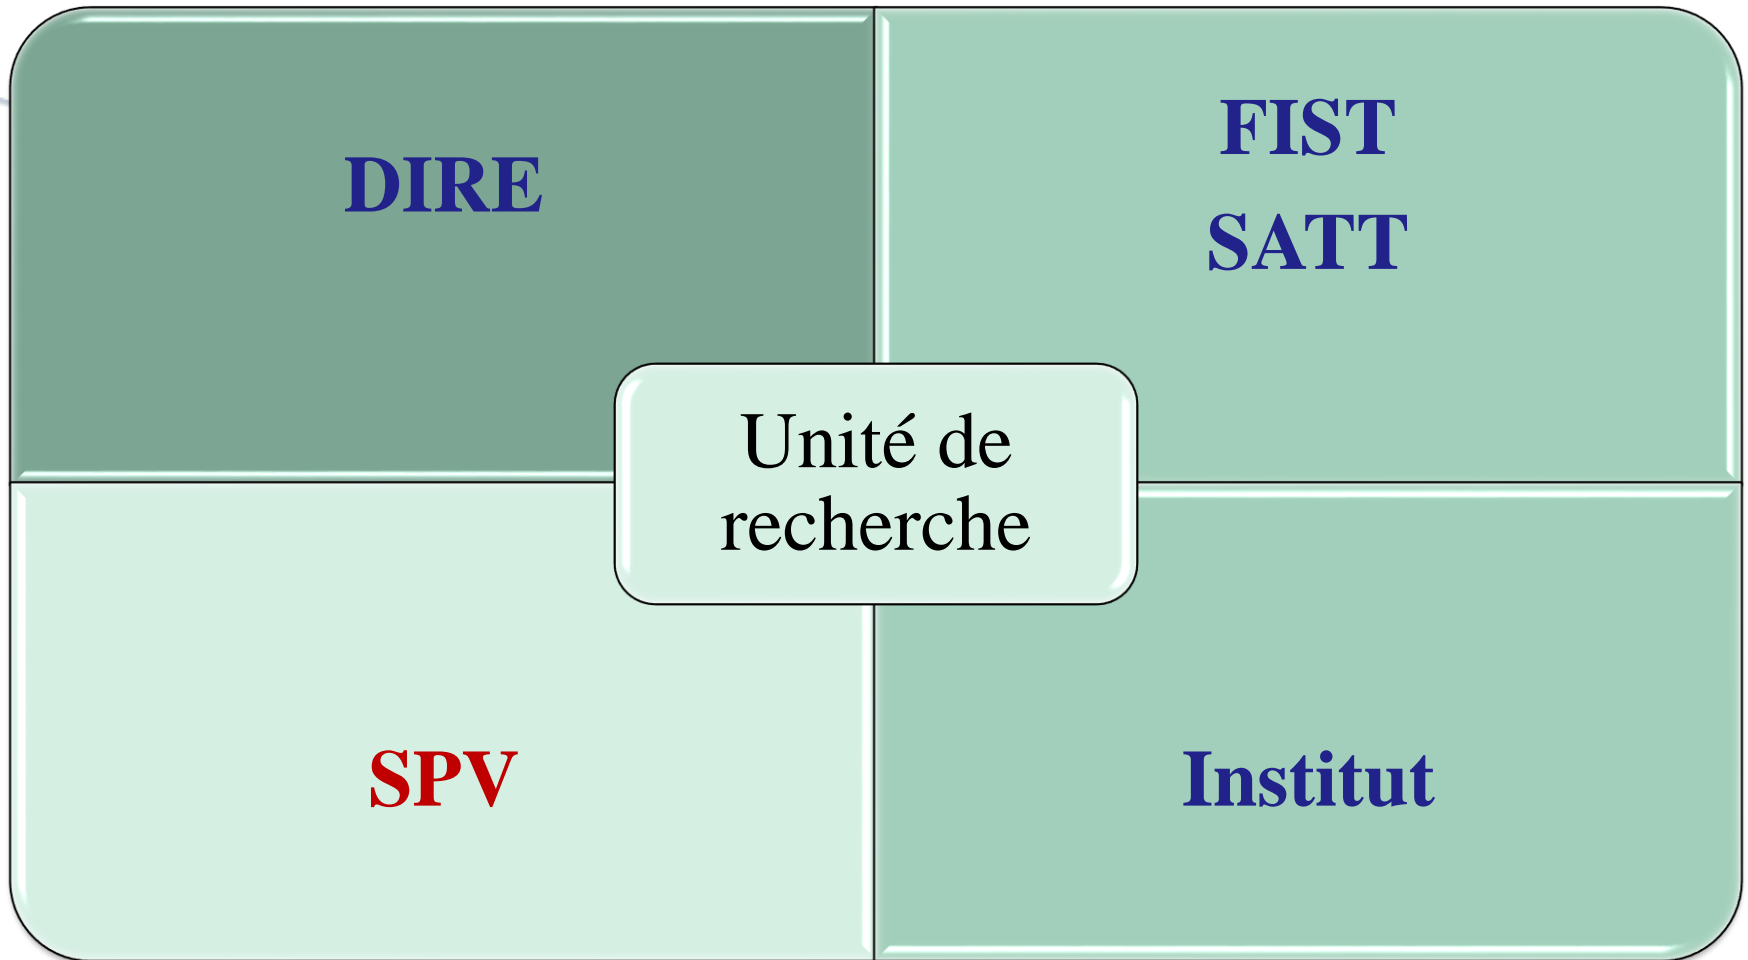 DIRE
FIST
SATT
Unité de
recherche
SPV
Institut